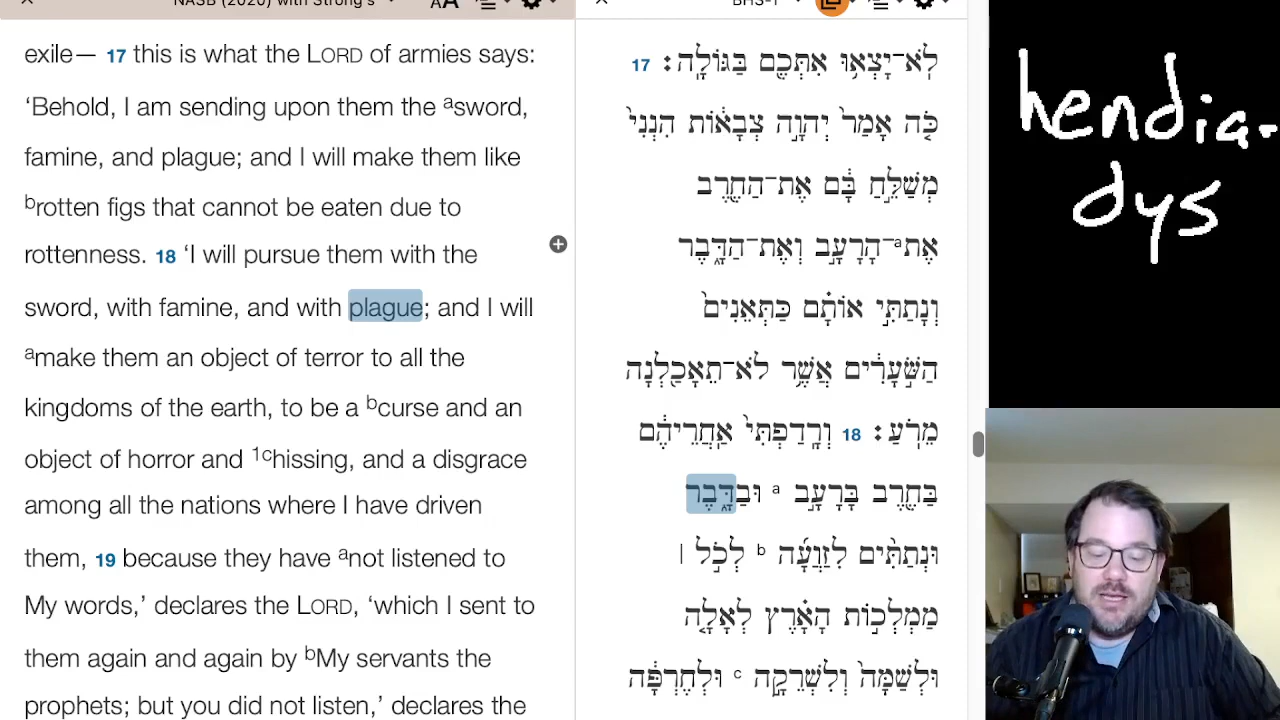 NASB (2020) with Strong's
AA
exile— 17 this is what the LORD of armies says:
‘Behold, I am sending upon them the asword,
famine, and plague; and I will make them like
brotten figs that cannot be eaten due to
rottenness. 18 ‘I will pursue them with the
sword, with famine, and with plague; and I will
amake them an object of terror to all the
kingdoms of the earth, to be a bcurse and an
object of horror and 1chissing, and a disgrace
among all the nations where I have driven
them, 19 because they have anot listened to
My words,’ declares the LORD, ‘which I sent to
them again and again by bMy servants the
prophets; but you did not listen,’ declares the
BHS-T
לֹֽא־יָצְא֥וּ אִתְּכֶ֖ם בַּגּוֹלָֽה׃ 17
כֹּ֤ה אָמַר֙ יְהוָ֣ה צְבָא֔וֹת הִנְנִי֙
מְשַׁלֵּ֣חַ בָּ֔ם אֶת־הַחֶ֖רֶב
אֶת־a הָרָעָ֣ב וְאֶת־הַדָּ֑בֶר
וְנָתַתִּ֣י אוֹתָ֗ם כַּתְּאֵנִים֙
הַשֹּׁ֣עָרִ֔ים אֲשֶׁ֥ר לֹא־תֵאָכַ֖לְנָה
מֵרֹֽעַ׃ 18 וְרָֽדַפְתִּי֙ אַֽחֲרֵיהֶ֔ם
בַּחֶ֖רֶב בָּרָעָ֣ב a וּבַדָּ֑בֶר
וּנְתַתִּ֨ים לִזְוָעָ֜ה b לְכֹ֣ל ׀
מַמְלְכ֣וֹת הָאָ֗רֶץ לְאָלָ֤ה
וּלְשַׁמָּה֙ וְלִשְׁרֵקָ֣ה c וּלְחֶרְפָּ֔ה
hendia-
dys